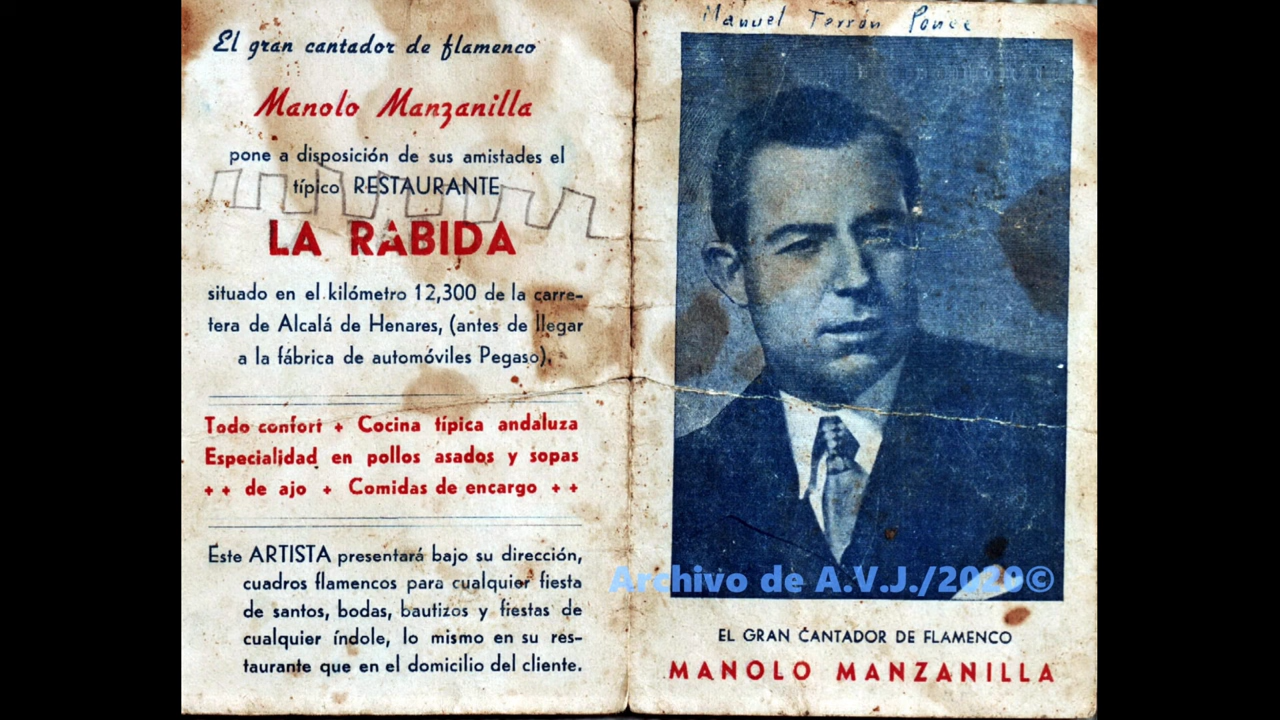 El gran cantador de flamenco
Manolo Manzanilla
pone a disposición de sus amistades el
típico RESTAURANTE
LA RABIDA
situado en el kilómetro 12,300 de la carre-
tera de Alcalá de Henares, (antes de llegar
a la fábrica de automóviles Pegaso).
Todo confort + Cocina típica andaluza
Especialidad en pollos asados y sopas
+ + de ajo + Comidas de encargo + +
Este ARTISTA presentará bajo su dirección,
cuadros flamencos para cualquier fiesta
de santos, bodas, bautizos y fiestas de
cualquier índole, lo mismo en su res-
taurante que en el domicilio del cliente.
Manuel Terrón Ponce
Archivo de A.V.J./2020©
EL GRAN CANTADOR DE FLAMENCO
MANOLO MANZANILLA